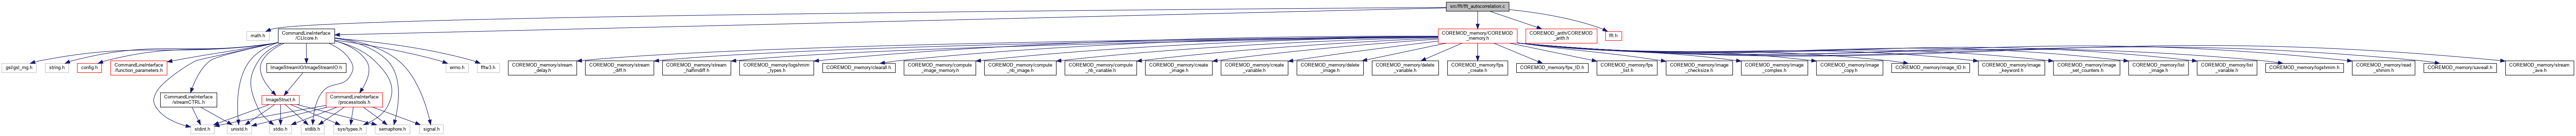 src/fft/fft_autocorrelation.c
math.h
CommandLineInterface
/CLIcore.h
COREMOD_memory/COREMOD
_memory.h
COREMOD_arith/COREMOD
_arith.h
fft.h
gsl/gsl_rng.h
string.h
config.h
CommandLineInterface
/function_parameters.h
ImageStreamIO/ImageStreamIO.h
errno.h
fftw3.h
COREMOD_memory/stream
_delay.h
COREMOD_memory/stream
_diff.h
COREMOD_memory/stream
_halfimdiff.h
COREMOD_memory/logshmim
_types.h
COREMOD_memory/clearall.h
COREMOD_memory/compute
_image_memory.h
COREMOD_memory/compute
_nb_image.h
COREMOD_memory/compute
_nb_variable.h
COREMOD_memory/create
_image.h
COREMOD_memory/create
_variable.h
COREMOD_memory/delete
_image.h
COREMOD_memory/delete
_variable.h
COREMOD_memory/fps
_create.h
COREMOD_memory/fps_ID.h
COREMOD_memory/fps
_list.h
COREMOD_memory/image
_checksize.h
COREMOD_memory/image
_complex.h
COREMOD_memory/image
_copy.h
COREMOD_memory/image_ID.h
COREMOD_memory/image
_keyword.h
COREMOD_memory/image
_set_counters.h
COREMOD_memory/list
_image.h
COREMOD_memory/list
_variable.h
COREMOD_memory/logshmim.h
COREMOD_memory/read
_shmim.h
COREMOD_memory/saveall.h
COREMOD_memory/stream
_ave.h
CommandLineInterface
/streamCTRL.h
ImageStruct.h
CommandLineInterface
/processtools.h
stdint.h
unistd.h
stdio.h
stdlib.h
sys/types.h
semaphore.h
signal.h